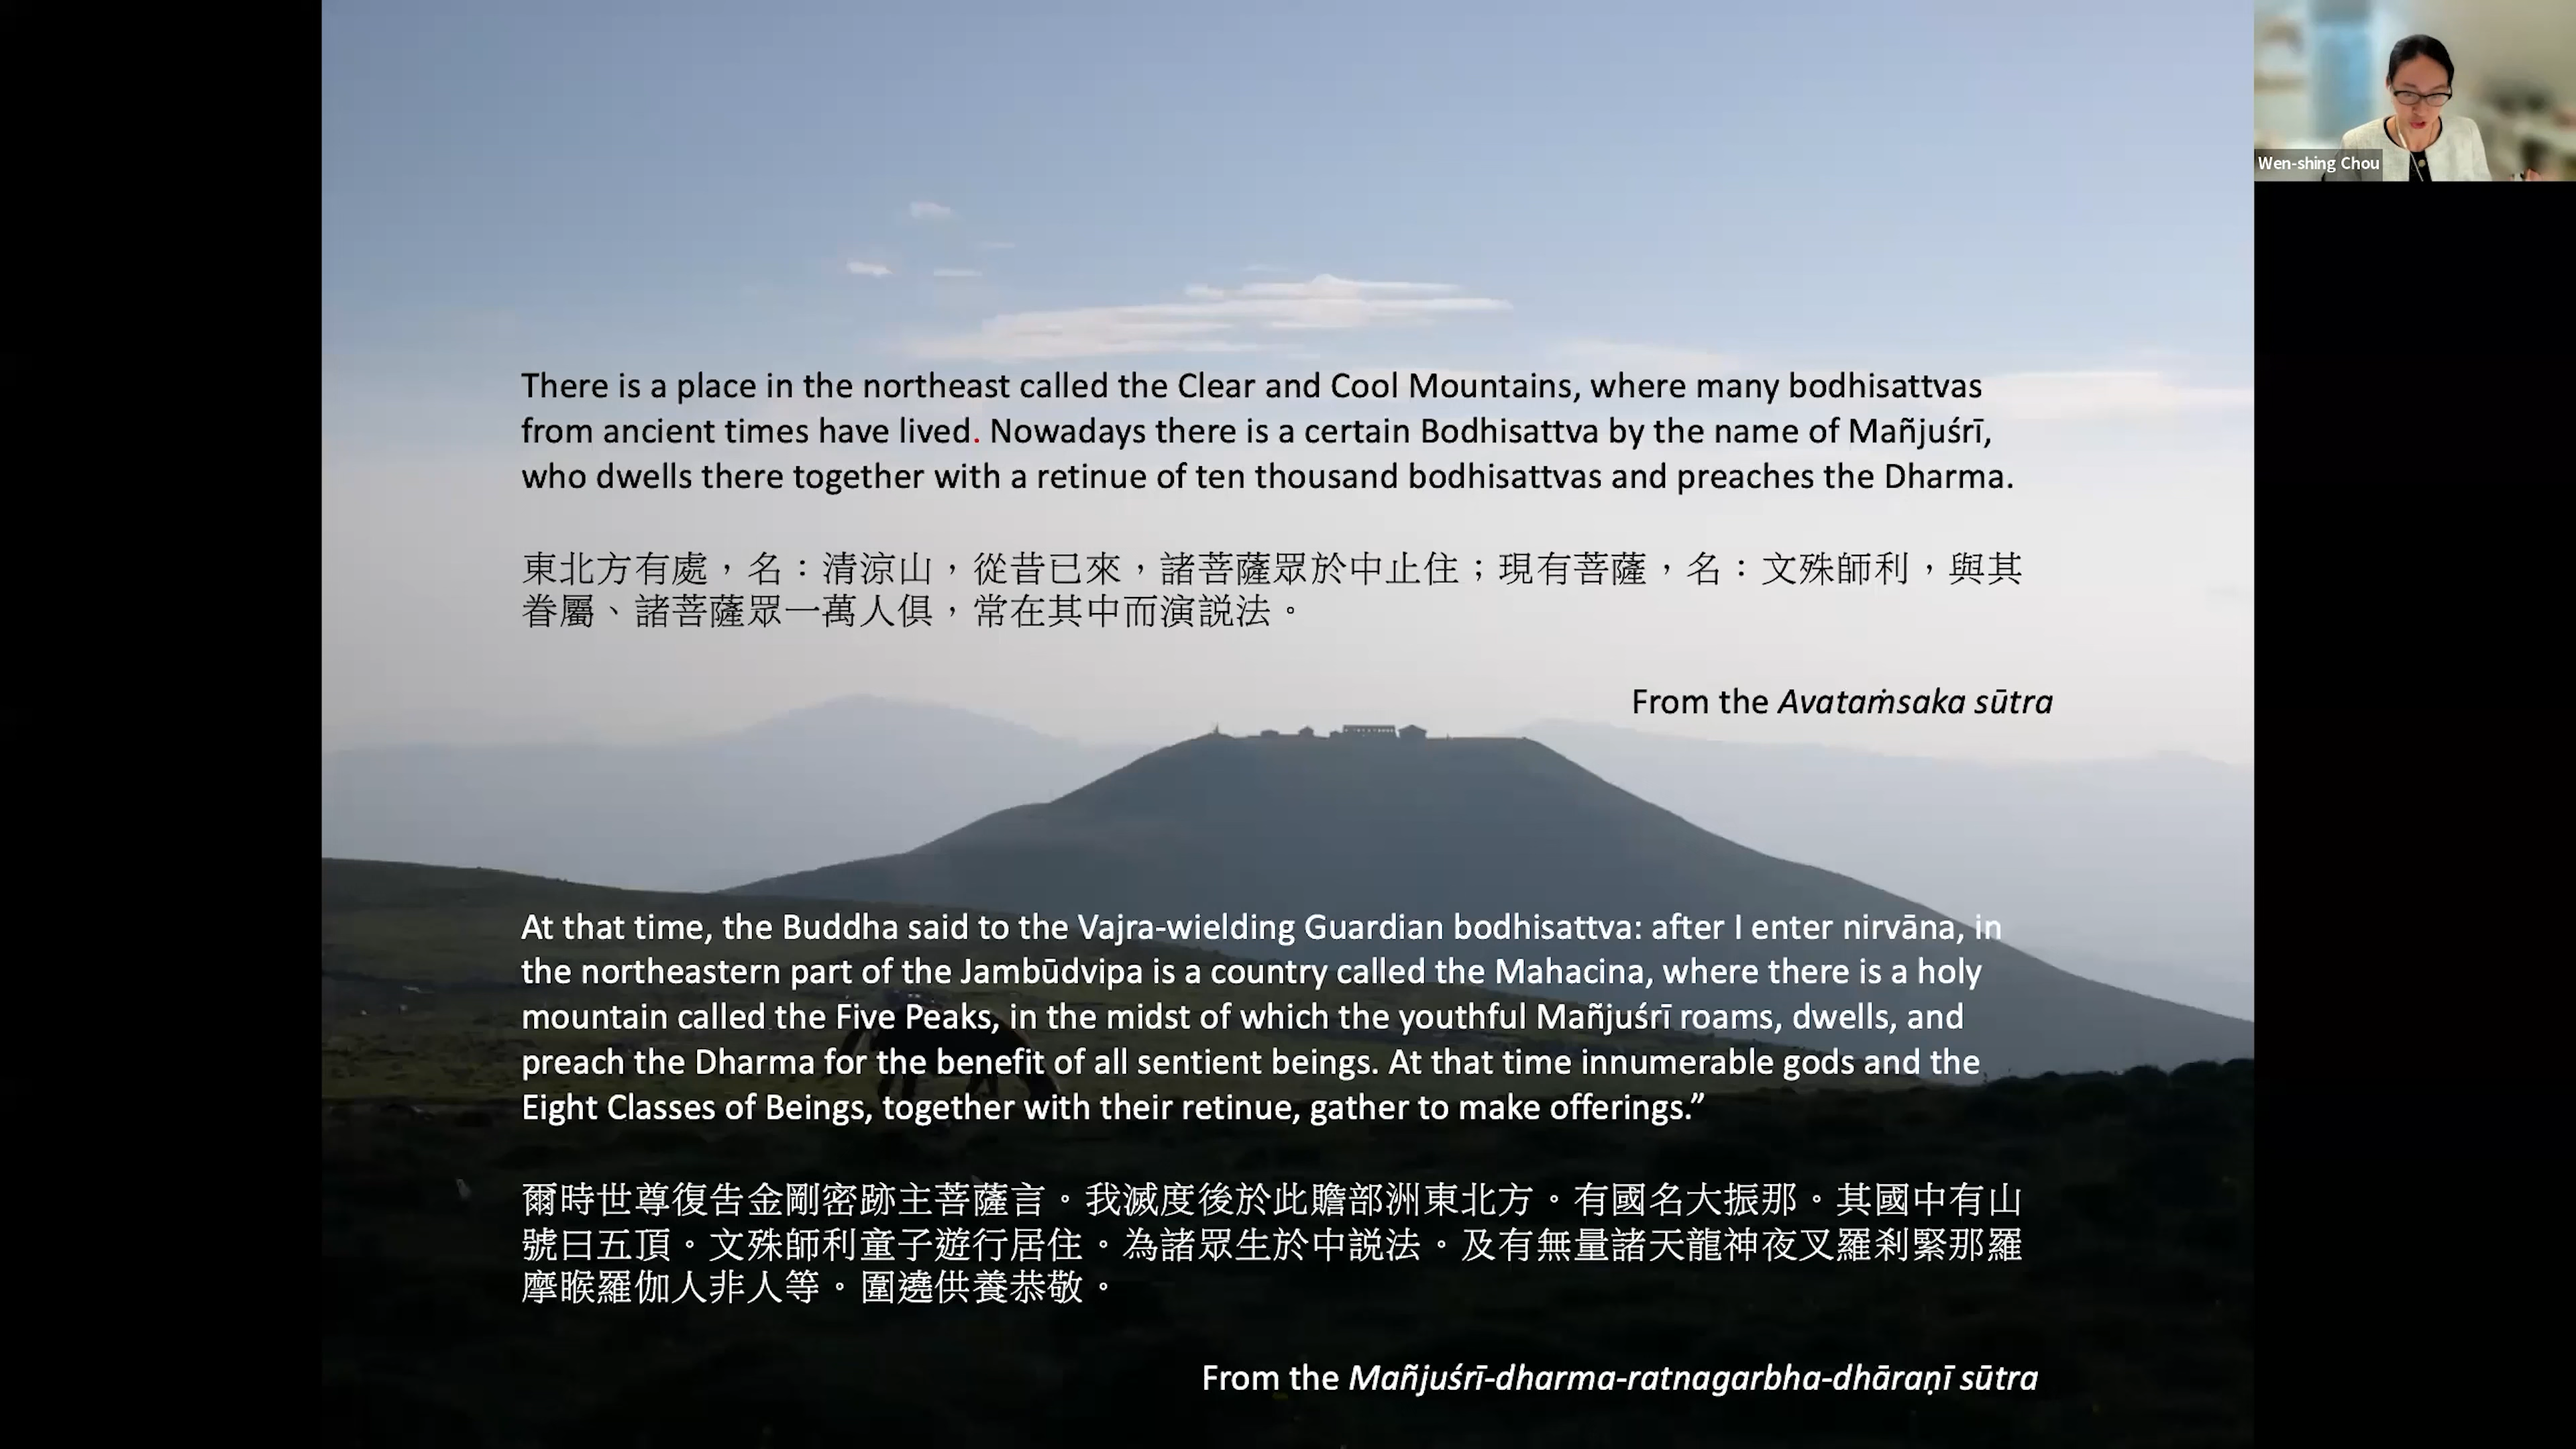 There is a place in the northeast called the Clear and Cool Mountains, where many bodhisattvas
from ancient times have lived. Nowadays there is a certain Bodhisattva by the name of Mañjuśrī,
who dwells there together with a retinue of ten thousand bodhisattvas and preaches the Dharma.
東北方有處，名：清涼山，從昔已來，諸菩薩眾於中止住；現有菩薩，名：文殊師利，與其
眷屬、諸菩薩眾一萬人俱，常在其中而演説法。
From the Avataṁsaka sūtra
At that time, the Buddha said to the Vajra-wielding Guardian bodhisattva: after I enter nirvāna, in
the northeastern part of the Jambūdvipa is a country called the Mahacina, where there is a holy
mountain called the Five Peaks, in the midst of which the youthful Mañjuśrī roams, dwells, and
preach the Dharma for the benefit of all sentient beings. At that time innumerable gods and the
Eight Classes of Beings, together with their retinue, gather to make offerings.”
爾時世尊復告金剛密跡主菩薩言。我滅度後於此贍部洲東北方。有國名大振那。其國中有山
號曰五頂。文殊師利童子遊行居住。為諸眾生於中説法。及有無量諸天龍神夜叉羅剎緊那羅
摩睺羅伽人非人等。圍遶供養恭敬。
From the Mañjuśrī-dharma-ratnagarbha-dhāraṇī sūtra
Wen-shing Chou